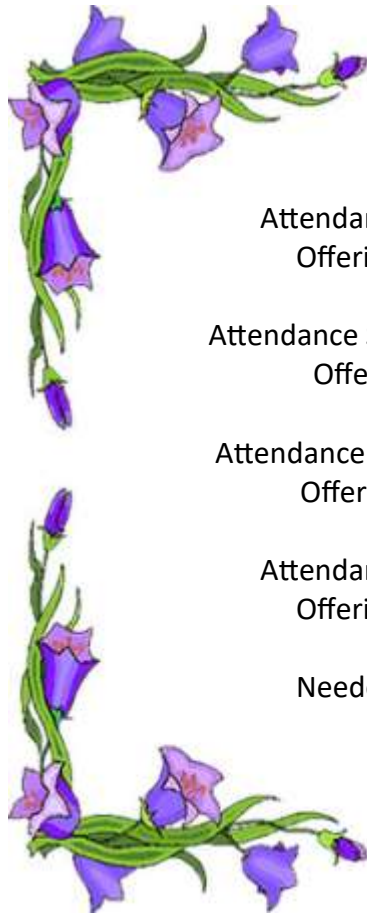 Attendan
Offeri
Attendance
Offe
Attendance
Offer
Attendan
Offeri
Neede